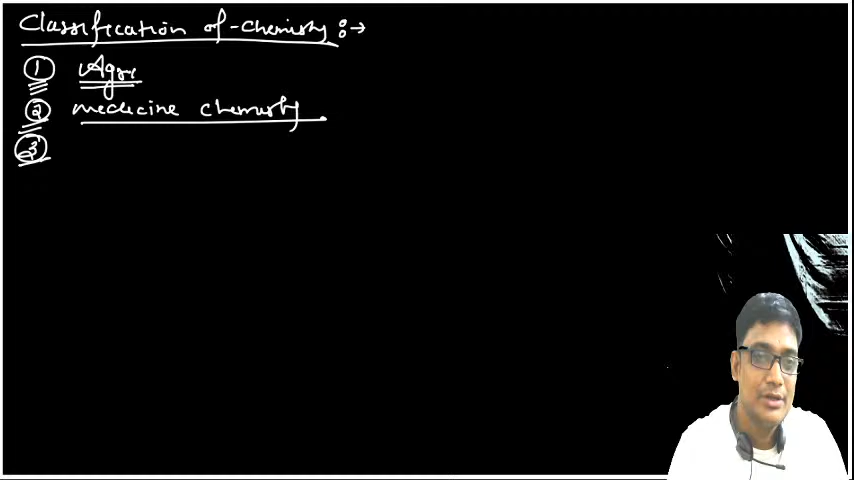 Classification of Chemistry :→
① Agri
② medicine chemistry
③